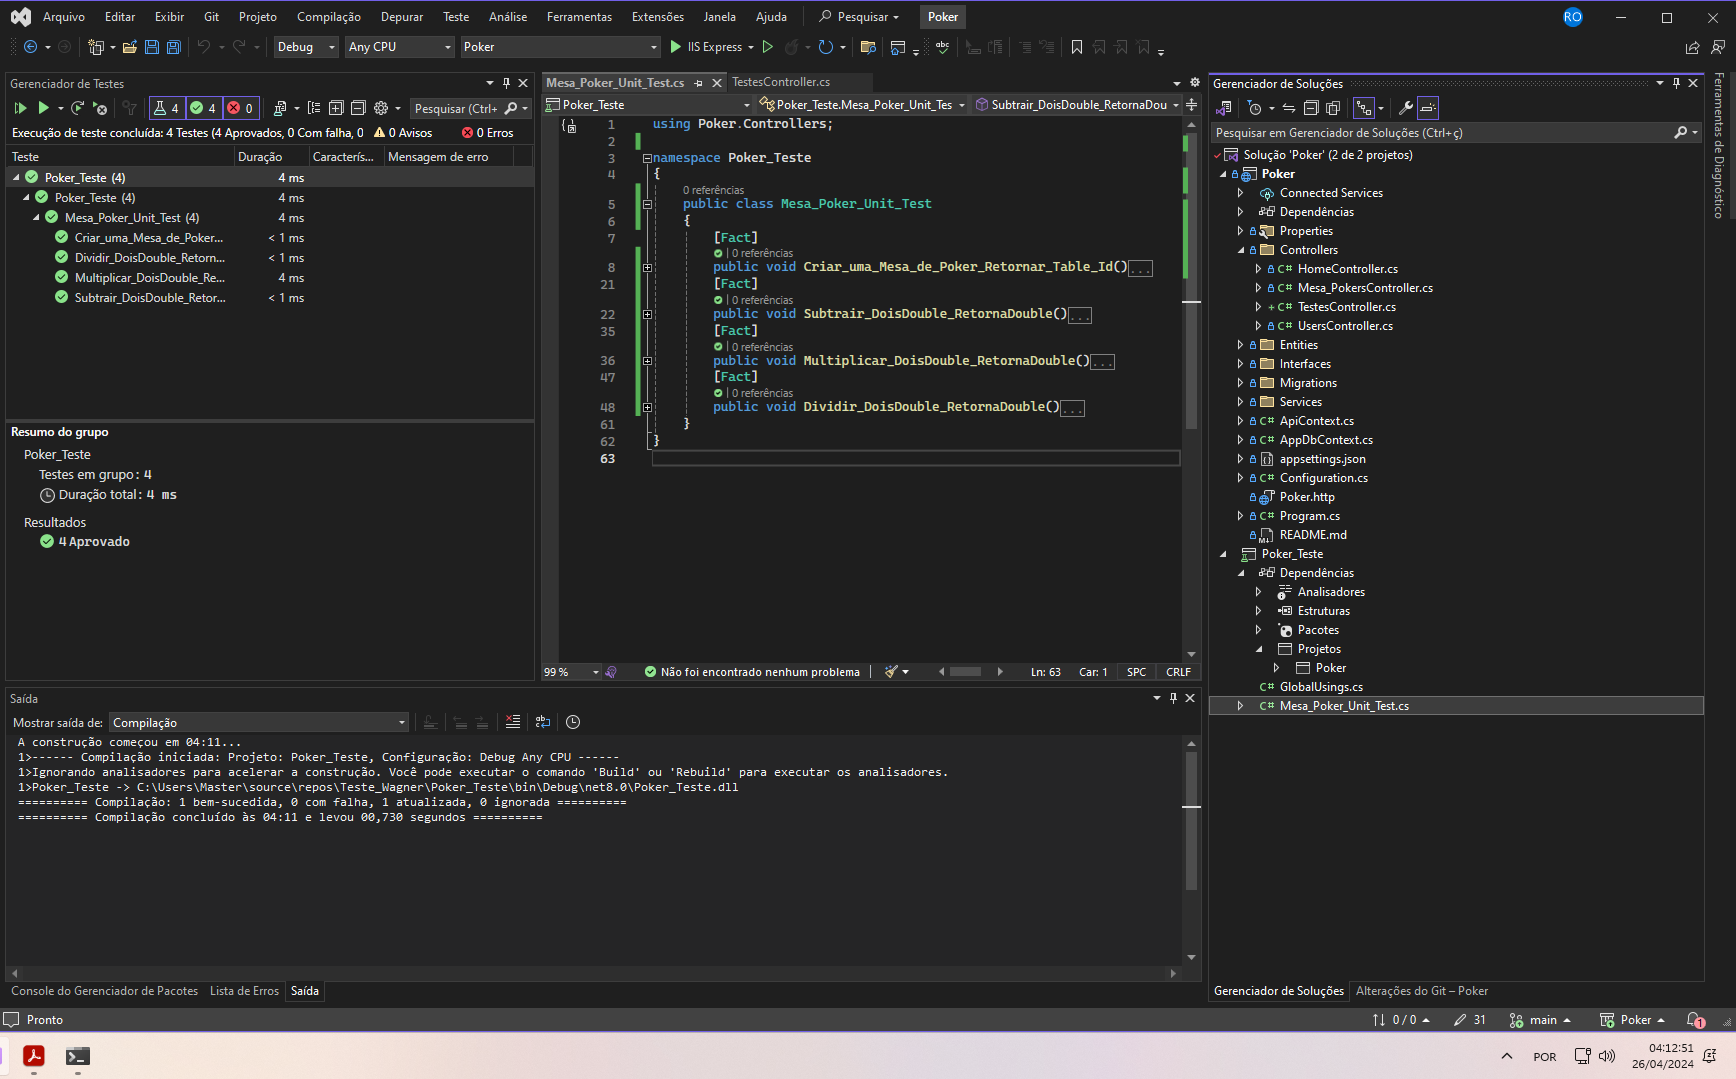 Arquivo Editar Exibir Git Projeto Compilação Depurar Teste Análise Ferramentas Extensões Janela Ajuda Pesquisar Poker RO
Debug Any CPU Poker IIS Express
Gerenciador de Testes
4 4 0 Pesquisar (Ctrl+
Execução de teste concluída: 4 Testes (4 Aprovados, 0 Com falha, 0 0 Avisos 0 Erros
Teste Duração Caracterís... Mensagem de erro
Poker_Teste (4) 4 ms
Poker_Teste (4) 4 ms
Mesa_Poker_Unit_Test (4) 4 ms
Criar_uma_Mesa_de_Poker... < 1 ms
Dividir_DoisDouble_Retorn... < 1 ms
Multiplicar_DoisDouble_Re... 4 ms
Subtrair_DoisDouble_Retor... < 1 ms
Resumo do grupo
Poker_Teste
Testes em grupo: 4
Duração total: 4 ms
Resultados
4 Aprovado
Mesa_Poker_Unit_Test.cs TestesController.cs
Poker_Teste Poker_Teste.Mesa_Poker_Unit_Tes Subtrair_DoisDouble_RetornaDou
1 using Poker.Controllers;
2
3 namespace Poker_Teste
4 {
0 referências
5 public class Mesa_Poker_Unit_Test
6 {
7 [Fact]
0 referências
8 public void Criar_uma_Mesa_de_Poker_Retornar_Table_Id()...
21 [Fact]
0 referências
22 public void Subtrair_DoisDouble_RetornaDouble()...
35 [Fact]
0 referências
36 public void Multiplicar_DoisDouble_RetornaDouble()...
47 [Fact]
0 referências
48 public void Dividir_DoisDouble_RetornaDouble()...
61 }
62 }
63
99 % Não foi encontrado nenhum problema Ln: 63 Car: 1 SPC CRLF
Saída
Mostrar saída de: Compilação
A construção começou em 04:11...
1>------ Compilação iniciada: Projeto: Poker_Teste, Configuração: Debug Any CPU ------
1>Ignorando analisadores para acelerar a construção. Você pode executar o comando 'Build' ou 'Rebuild' para executar os analisadores.
1>Poker_Teste -> C:\Users\Master\source\repos\Teste_Wagner\Poker_Teste\bin\Debug\net8.0\Poker_Teste.dll
========== Compilação: 1 bem-sucedida, 0 com falha, 1 atualizada, 0 ignorada ==========
========== Compilação concluído às 04:11 e levou 00,730 segundos ==========
Console do Gerenciador de Pacotes Lista de Erros Saída
Gerenciador de Soluções
Pesquisar em Gerenciador de Soluções (Ctrl+ç)
Solução 'Poker' (2 de 2 projetos)
Poker
Connected Services
Dependências
Properties
Controllers
C# HomeController.cs
C# Mesa_PokersController.cs
+ C# TestesController.cs
C# UsersController.cs
Entities
Interfaces
Migrations
Services
C# ApiContext.cs
C# AppDbContext.cs
appsettings.json
C# Configuration.cs
Poker.http
C# Program.cs
README.md
Poker_Teste
Dependências
Analisadores
Estruturas
Pacotes
Projetos
Poker
C# GlobalUsings.cs
C# Mesa_Poker_Unit_Test.cs
Gerenciador de Soluções Alterações do Git – Poker
Ferramentas de Diagnóstico
Pronto 0 / 0 31 main Poker 1
POR 04:12:51
26/04/2024